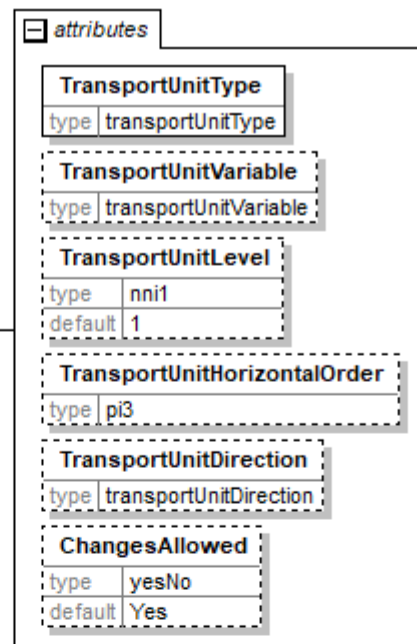 attributes
TransportUnitType
type transportUnitType
TransportUnitVariable
type transportUnitVariable
TransportUnitLevel
type nni1
default 1
TransportUnitHorizontalOrder
type pi3
TransportUnitDirection
type transportUnitDirection
ChangesAllowed
type yesNo
default Yes